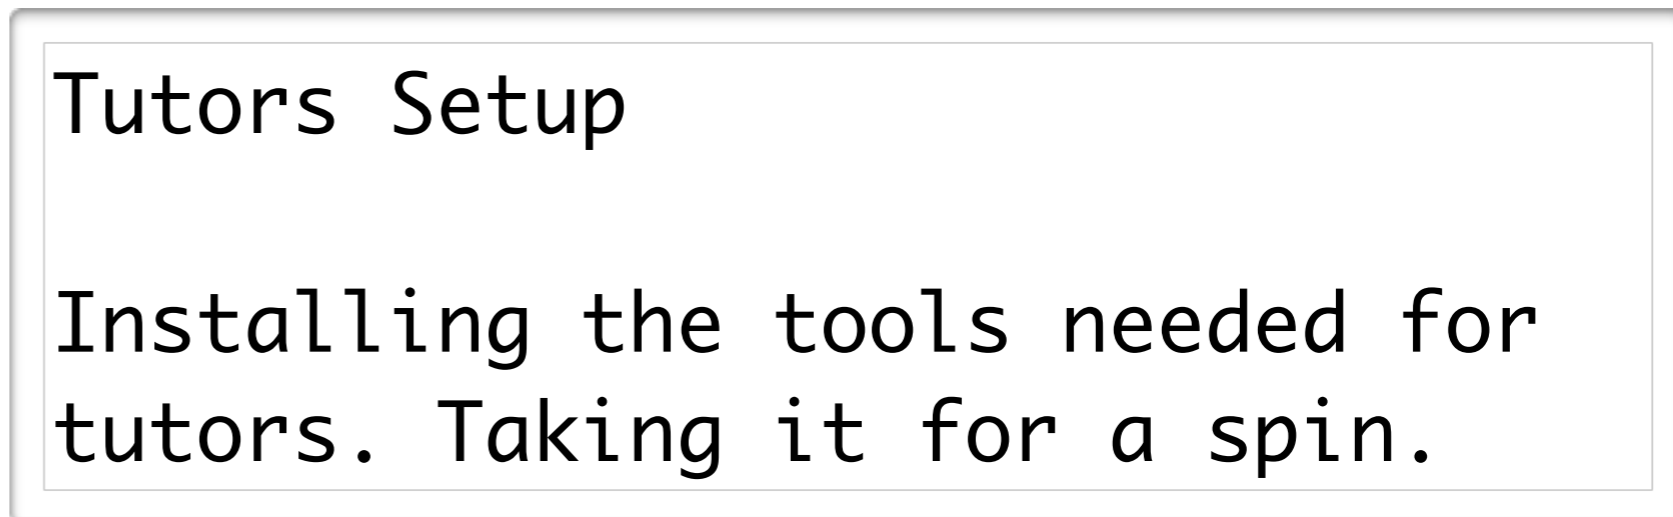 Tutors Setup
Installing the tools needed for
tutors. Taking it for a spin.